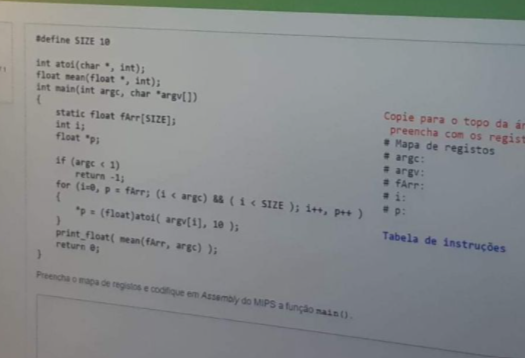 #define SIZE 10
int atoi(char *, int);
float mean(float *, int);
int main(int argc, char *argv[])
{
static float fArr[SIZE];
int i;
float *p;
if (argc < 1)
return -1;
for (i=0, p = fArr; (i < argc) && ( i < SIZE ); i++, p++ )
{
*p = (float)atoi( argv[i], 10 );
}
print_float( mean(fArr, argc) );
return 0;
}
Copie para o topo da
preencha com os
# Mapa de registos
# argc:
# argv:
# fArr:
# i:
# p:
Tabela de instruções
Preencha o mapa de registos e codifique em Assembly do MIPS a função main().